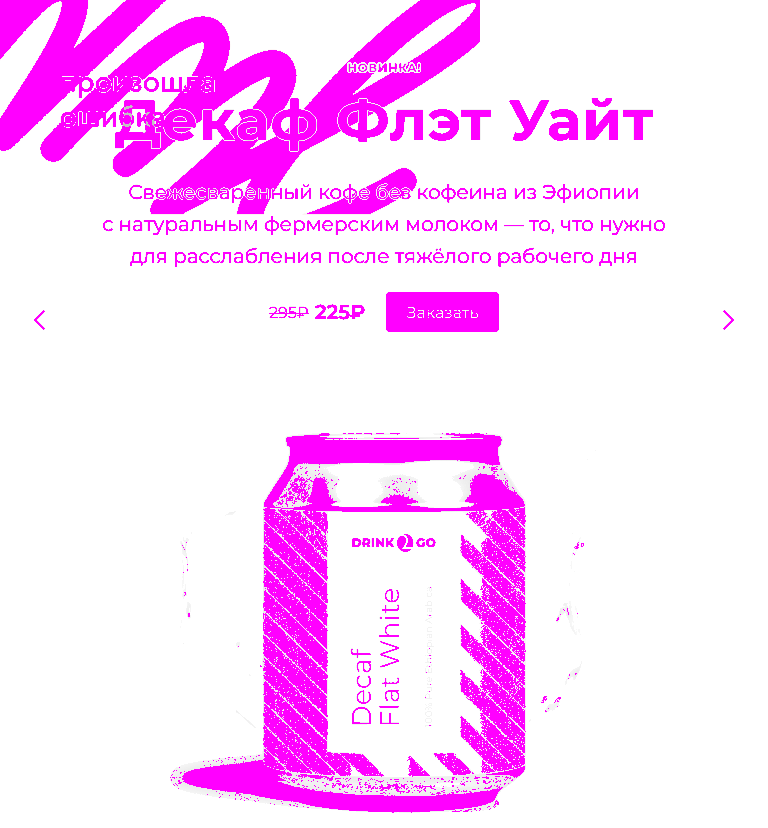 НОВИНКА!
произошла
ошибка
Декаф Флэт Уайт
Свежесваренный кофе без кофеина из Эфиопии
с натуральным фермерским молоком — то, что нужно
для расслабления после тяжёлого рабочего дня
295₽ 225₽ Заказать
DRINK 2 GO
Decaf
Flat White